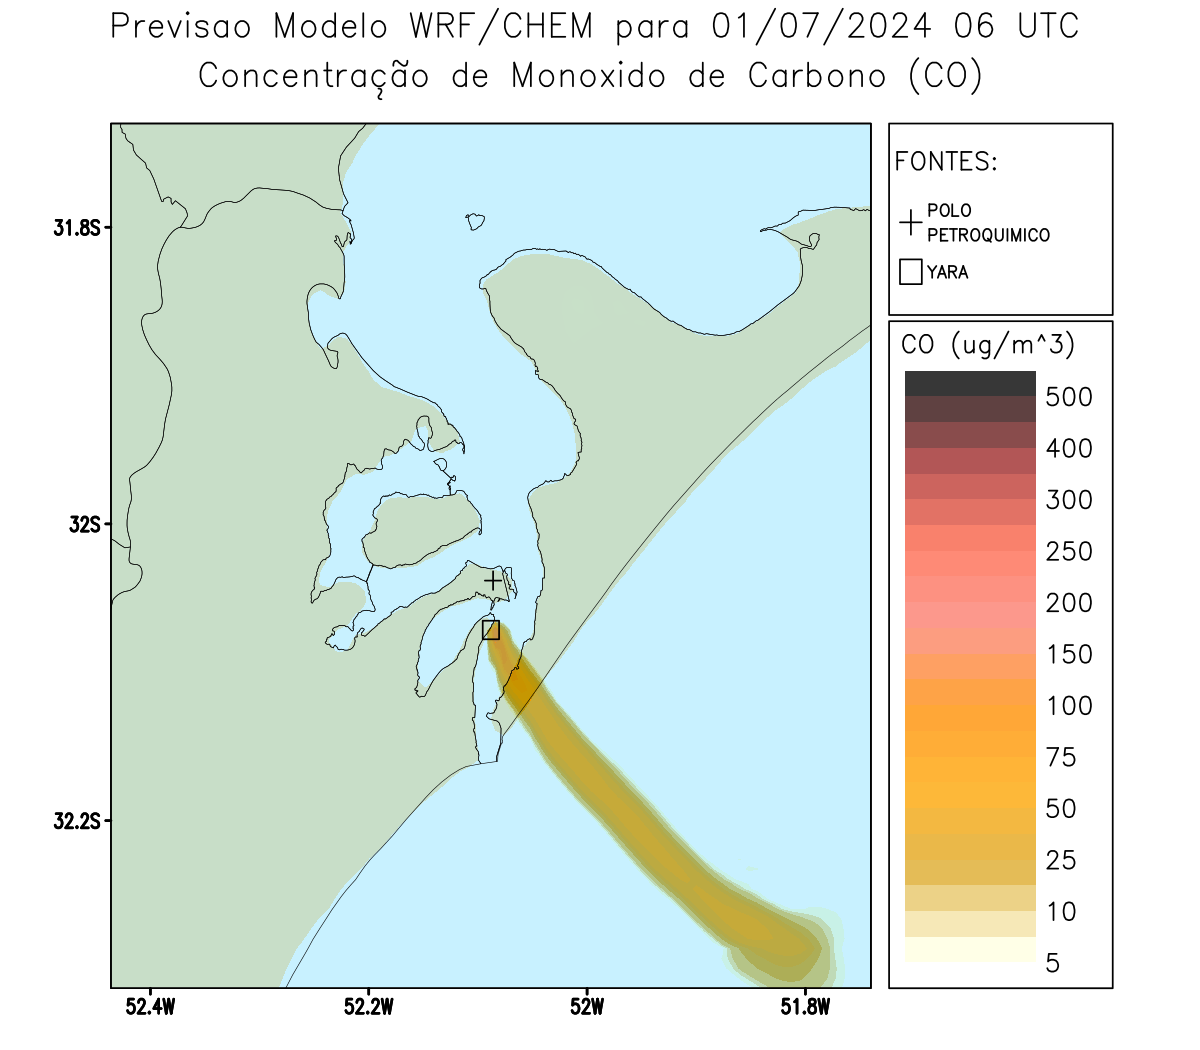 Previsao Modelo WRF/CHEM para 01/07/2024 06 UTC
Concentração de Monoxido de Carbono (CO)
FONTES:
POLO
PETROQUIMICO
YARA
CO (ug/m^3)
500
400
300
250
200
150
100
75
50
25
10
5
31.8S
32S
32.2S
52.4W
52.2W
52W
51.8W